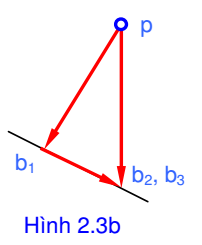 p
b₁
b₂, b₃
Hình 2.3b